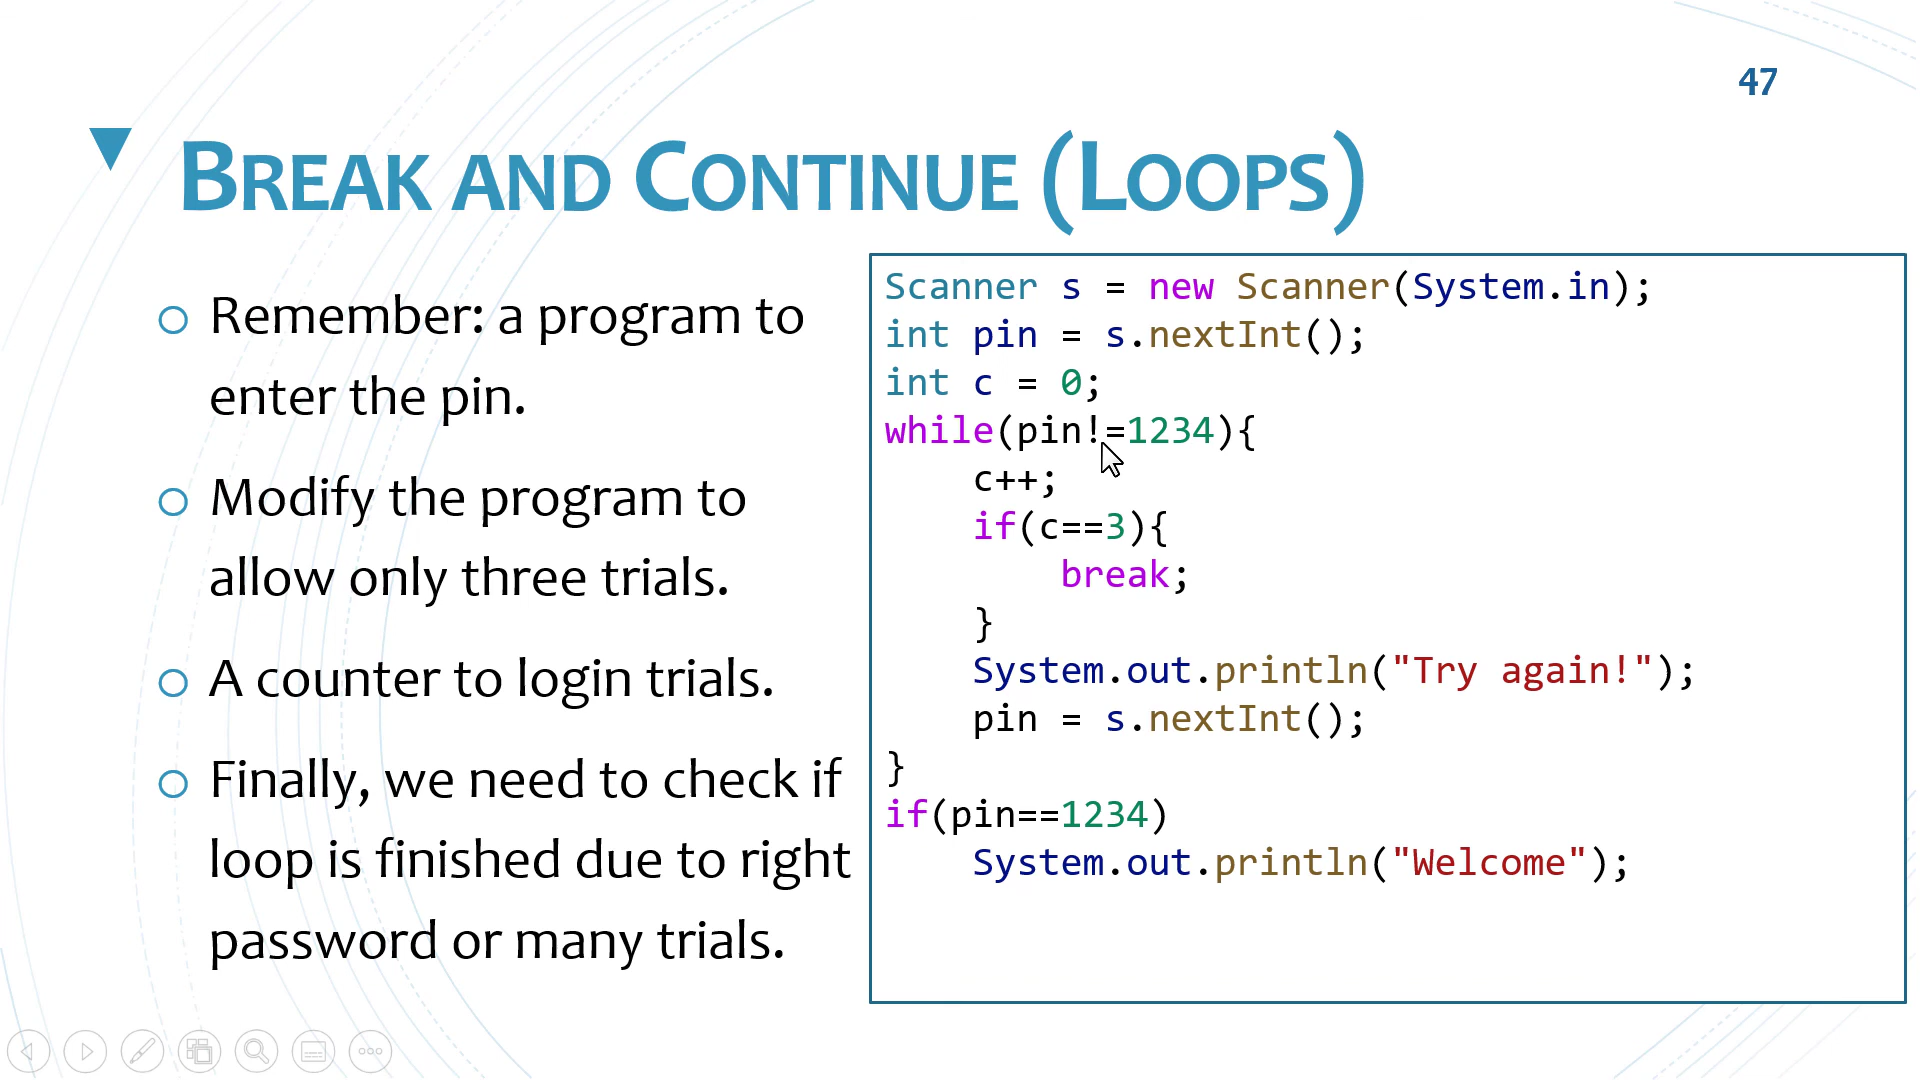 47
Break and Continue (Loops)
Remember: a program to
enter the pin.
Modify the program to
allow only three trials.
A counter to login trials.
Finally, we need to check if
loop is finished due to right
password or many trials.
Scanner s = new Scanner(System.in);
int pin = s.nextInt();
int c = 0;
while(pin!=1234){
    c++;
    if(c==3){
        break;
    }
    System.out.println("Try again!");
    pin = s.nextInt();
}
if(pin==1234)
    System.out.println("Welcome");